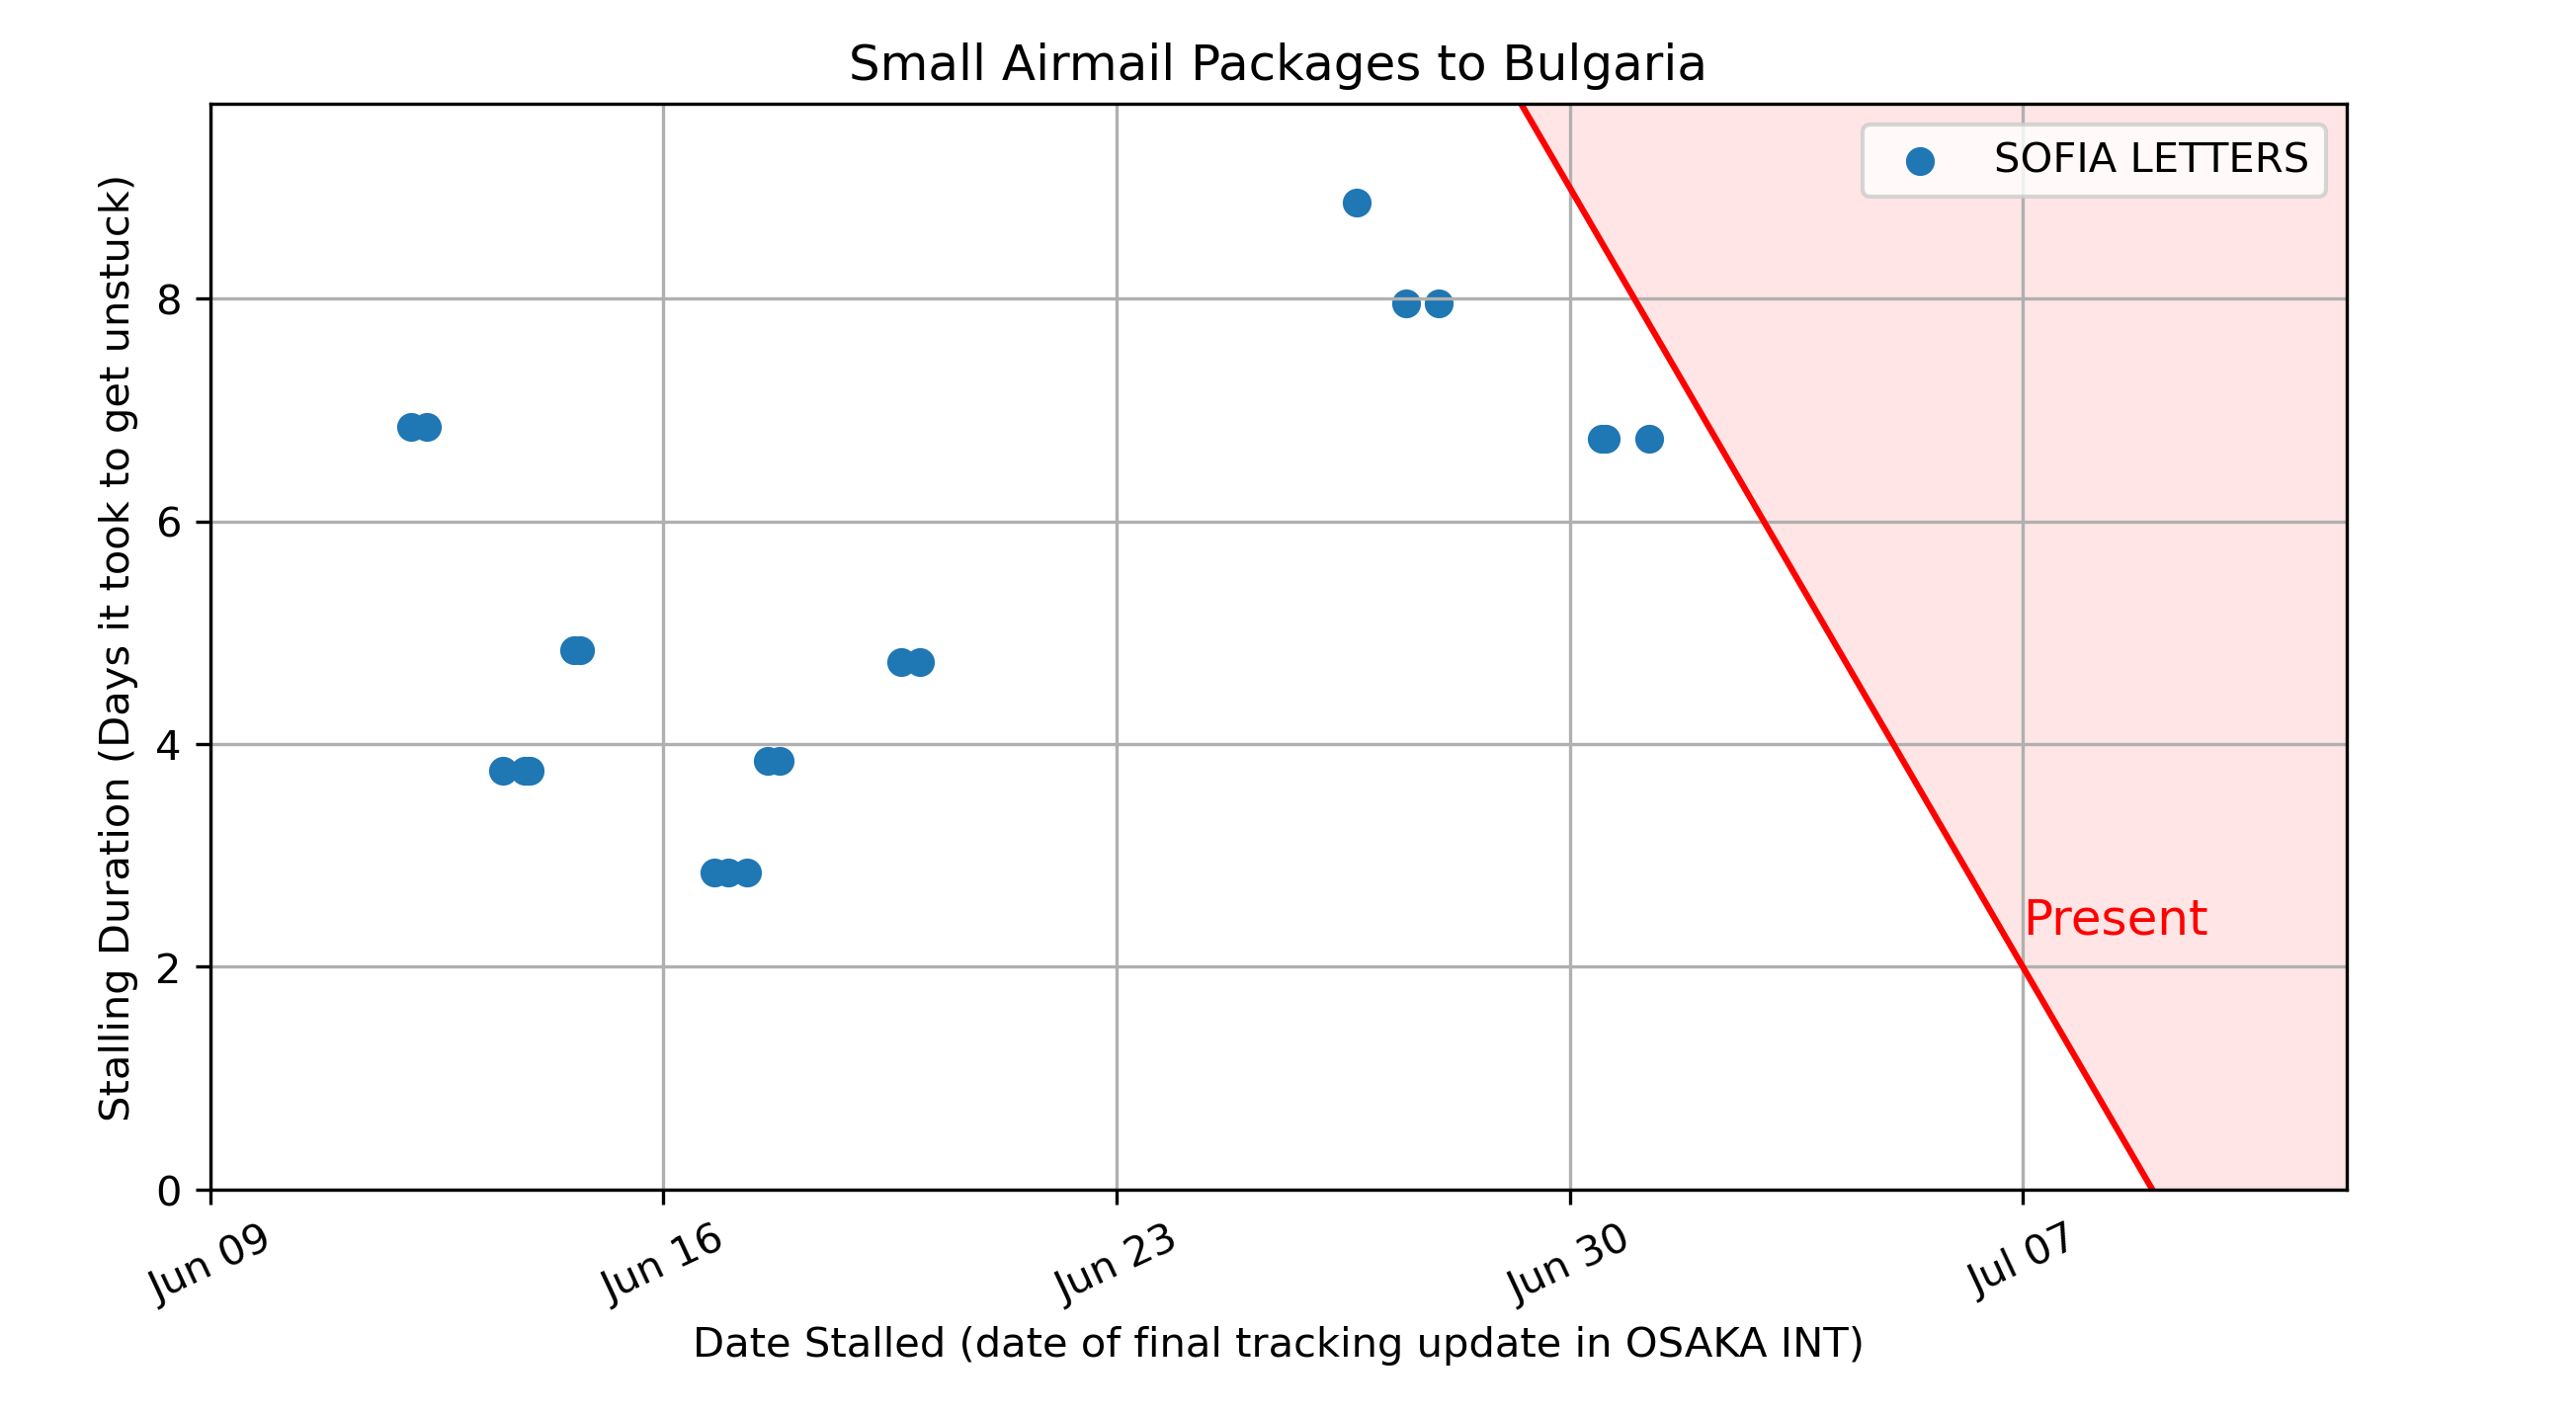 Small Airmail Packages to Bulgaria
SOFIA LETTERS
Stalling Duration (Days it took to get unstuck)
8
6
4
2
0
Present
Jun 09
Jun 16
Jun 23
Jun 30
Jul 07
Date Stalled (date of final tracking update in OSAKA INT)